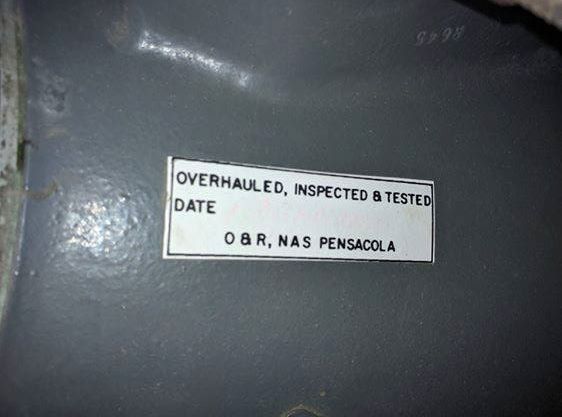 OVERHAULED, INSPECTED & TESTED
DATE
O & R, NAS PENSACOLA